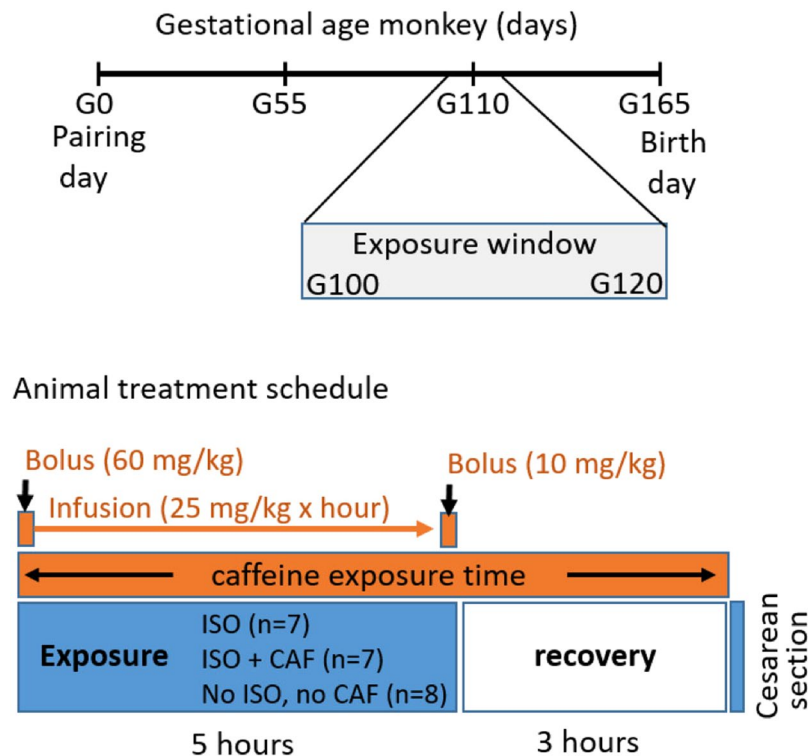 Gestational age monkey (days)
G0 G55 G110 G165
Pairing day
Birth day
Exposure window
G100 G120
Animal treatment schedule
Bolus (60 mg/kg)
Bolus (10 mg/kg)
Infusion (25 mg/kg x hour)
caffeine exposure time
Exposure
ISO (n=7)
ISO + CAF (n=7)
No ISO, no CAF (n=8)
recovery
Cesarean
section
5 hours
3 hours